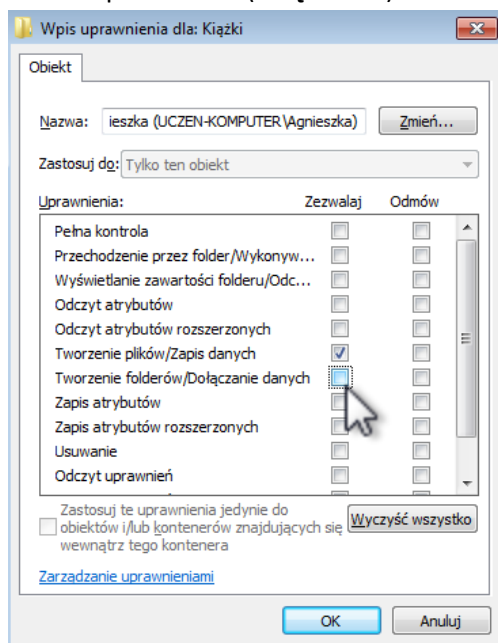 Wpis uprawnienia dla: Kiążki
Obiekt
Nazwa: ieszka (UCZEN-KOMPUTER\Agnieszka) Zmień...
Zastosuj do: Tylko ten obiekt
Uprawnienia: Zezwalaj Odmów
Pełna kontrola
Przechodzenie przez folder/Wykonyw...
Wyświetlanie zawartości folderu/Odc...
Odczyt atrybutów
Odczyt atrybutów rozszerzonych
Tworzenie plików/Zapis danych
Tworzenie folderów/Dołączanie danych
Zapis atrybutów
Zapis atrybutów rozszerzonych
Usuwanie
Odczyt uprawnień
Zastosuj te uprawnienia jedynie do
obiektów i/lub kontenerów znajdujących się
wewnątrz tego kontenera
Wyczyść wszystko
Zarządzanie uprawnieniami
OK Anuluj